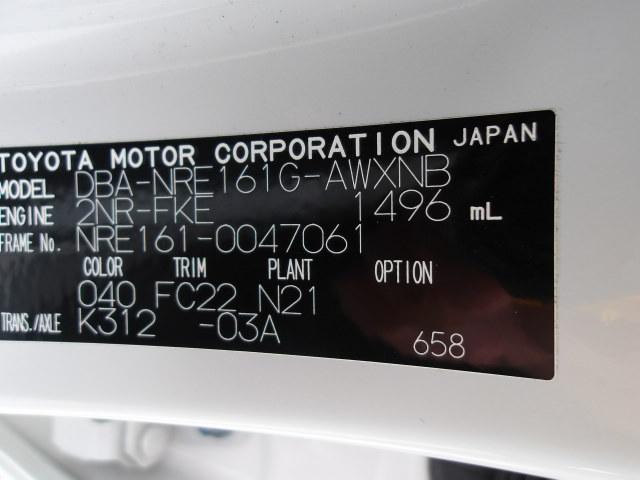 TOYOTA MOTOR CORPORATION JAPAN
MODEL DBA-NRE161G-AWXNB
ENGINE 2NR-FKE 1496 mL
FRAME No. NRE161-0047061
COLOR TRIM PLANT OPTION
040 FC22 N21
TRANS./AXLE K312 -03A
658